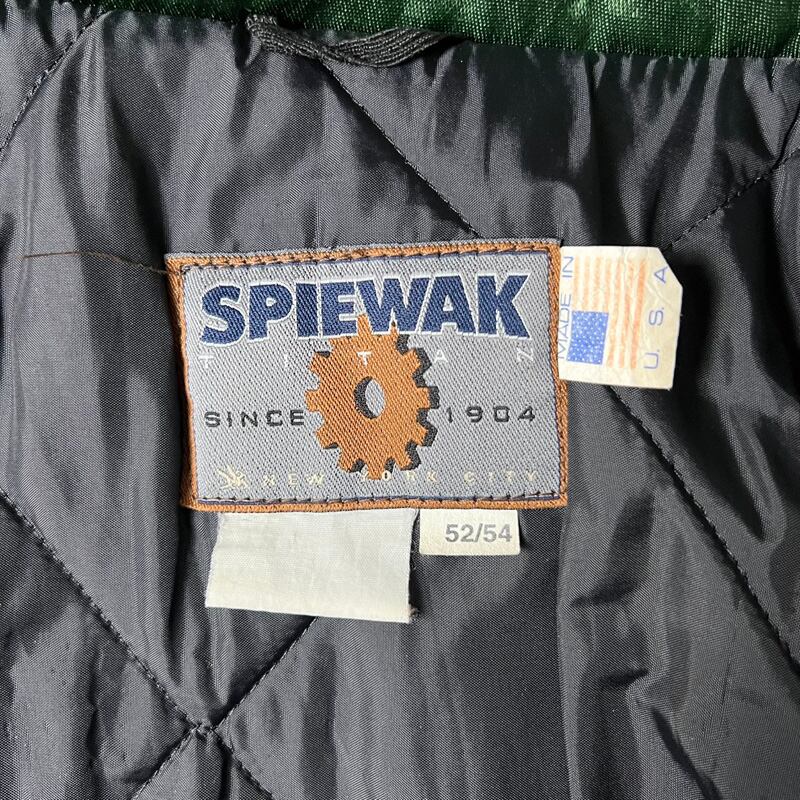 SPIEWAK
TITAN
SINCE 1904
NEW YORK CITY
MADE IN
U.S.A
52/54